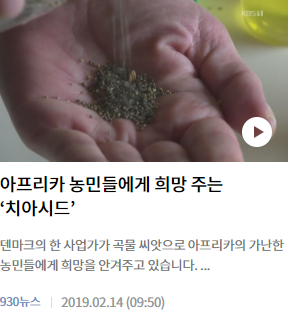 KBS
아프리카 농민들에게 희망 주는
‘치아시드’
덴마크의 한 사업가가 곡물 씨앗으로 아프리카의 가난한
농민들에게 희망을 안겨주고 있습니다. ...
930뉴스 | 2019.02.14 (09:50)